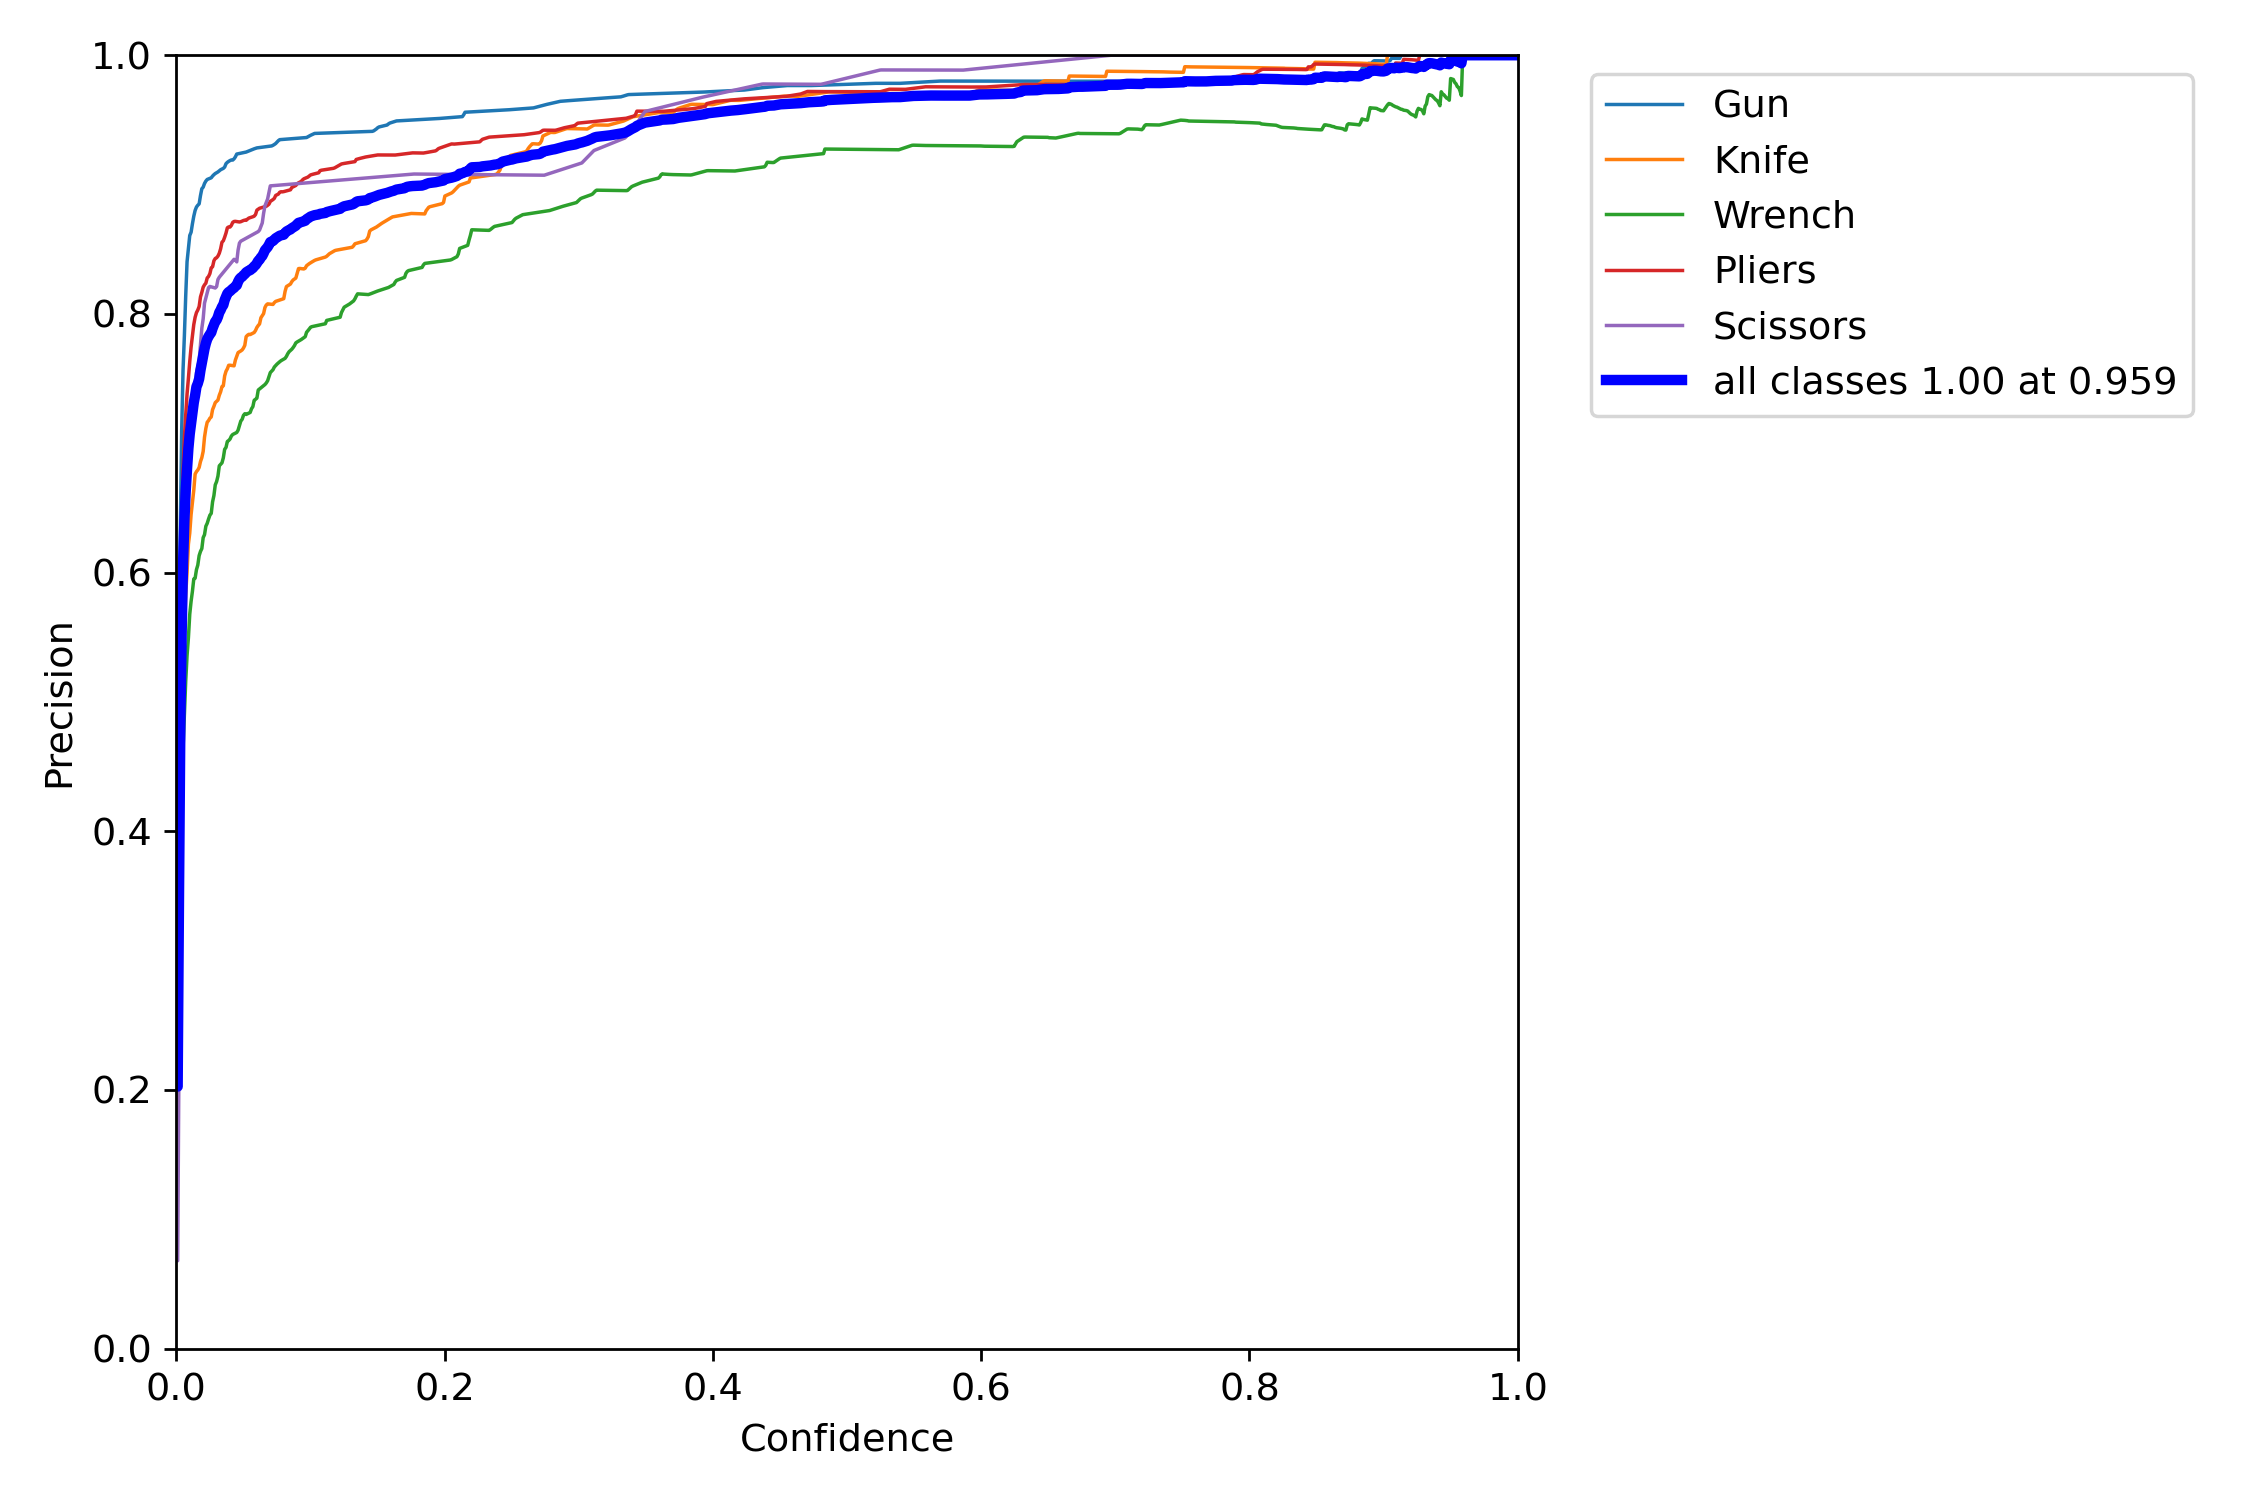 1.0
0.8
0.6
0.4
0.2
0.0
Precision
0.0 0.2 0.4 0.6 0.8 1.0
Confidence
Gun
Knife
Wrench
Pliers
Scissors
all classes 1.00 at 0.959